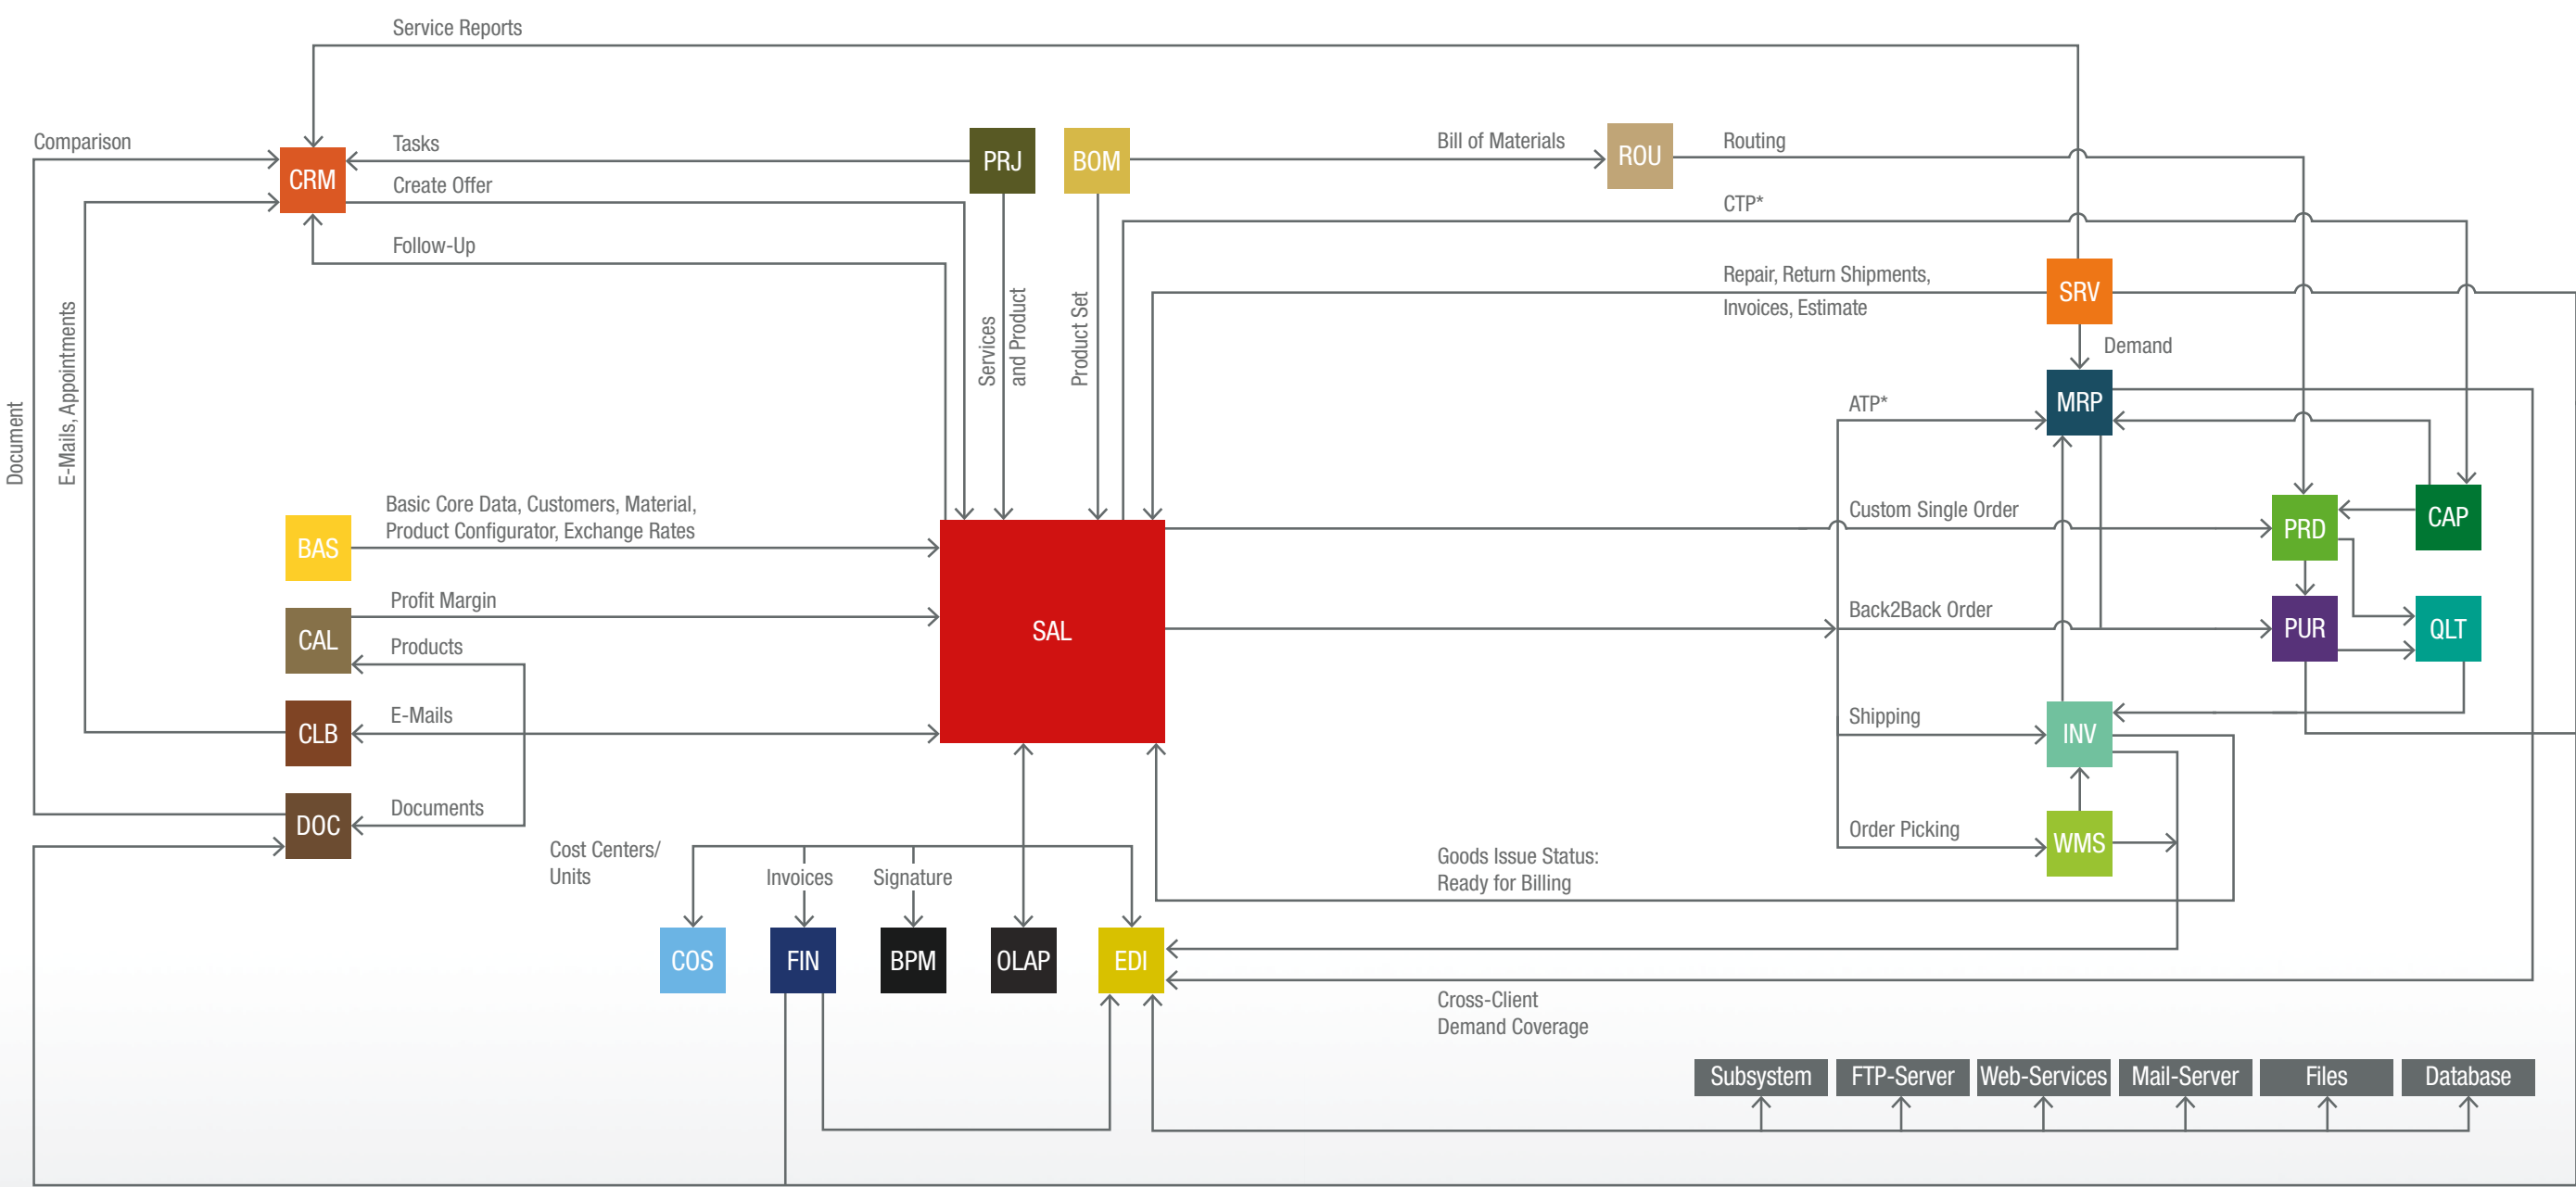 Service Reports
Comparison
Tasks
PRJ
BOM
Bill of Materials
ROU
Routing
CRM
Create Offer
CTP*
Follow-Up
Repair, Return Shipments,
Invoices, Estimate
SRV
Demand
Document
E-Mails, Appointments
Services
and Product
Product Set
ATP*
MRP
BAS
Basic Core Data, Customers, Material,
Product Configurator, Exchange Rates
Custom Single Order
PRD
CAP
CAL
Profit Margin
Products
SAL
Back2Back Order
PUR
QLT
CLB
E-Mails
Shipping
INV
DOC
Documents
Order Picking
WMS
Cost Centers/
Units
Invoices
Signature
Goods Issue Status:
Ready for Billing
COS
FIN
BPM
OLAP
EDI
Cross-Client
Demand Coverage
Subsystem
FTP-Server
Web-Services
Mail-Server
Files
Database